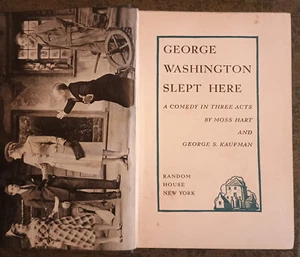 GEORGE
WASHINGTON
SLEPT HERE
A COMEDY IN THREE ACTS
BY MOSS HART
AND
GEORGE S. KAUFMAN
RANDOM
HOUSE
NEW YORK